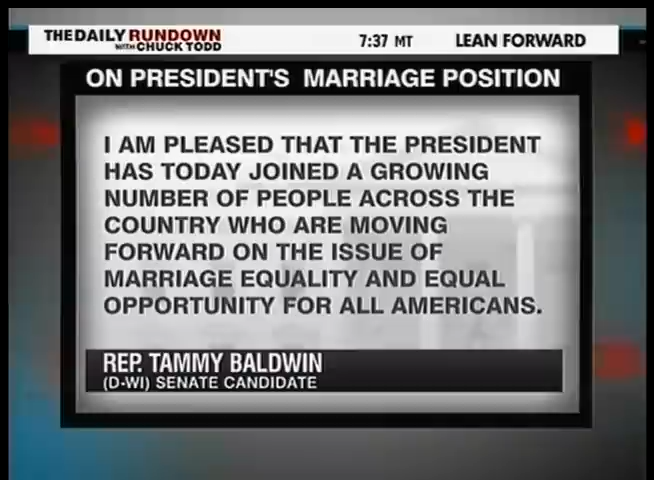 THE DAILY RUNDOWN
WITH CHUCK TODD
7:37 MT
LEAN FORWARD
ON PRESIDENT'S MARRIAGE POSITION
I AM PLEASED THAT THE PRESIDENT
HAS TODAY JOINED A GROWING
NUMBER OF PEOPLE ACROSS THE
COUNTRY WHO ARE MOVING
FORWARD ON THE ISSUE OF
MARRIAGE EQUALITY AND EQUAL
OPPORTUNITY FOR ALL AMERICANS.
REP. TAMMY BALDWIN
(D-WI) SENATE CANDIDATE